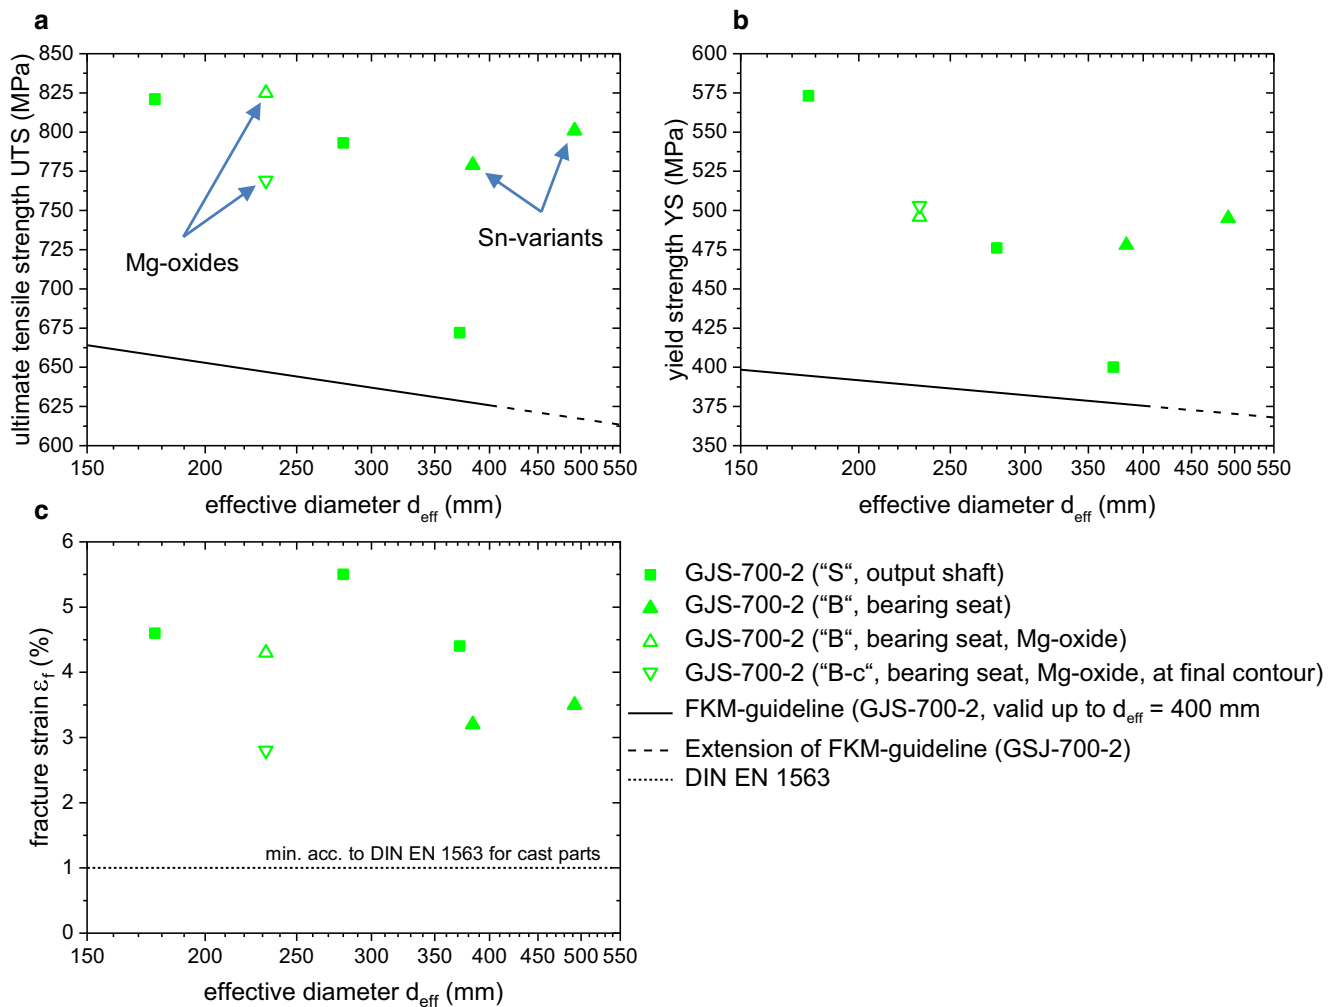 a
850
825
800
775
750
725
700
675
650
625
600
ultimate tensile strength UTS (MPa)
Mg-oxides
Sn-variants
150 200 250 300 350 400 450 500 550
effective diameter deff (mm)
b
600
575
550
525
500
475
450
425
400
375
350
yield strength YS (MPa)
150 200 250 300 350 400 450 500 550
effective diameter deff (mm)
c
6
5
4
3
2
1
0
fracture strain εf (%)
min. acc. to DIN EN 1563 for cast parts
150 200 250 300 350 400 450 500 550
effective diameter deff (mm)
GJS-700-2 (“S“, output shaft)
GJS-700-2 (“B“, bearing seat)
GJS-700-2 (“B“, bearing seat, Mg-oxide)
GJS-700-2 (“B-c“, bearing seat, Mg-oxide, at final contour)
FKM-guideline (GJS-700-2, valid up to deff = 400 mm
Extension of FKM-guideline (GSJ-700-2)
DIN EN 1563